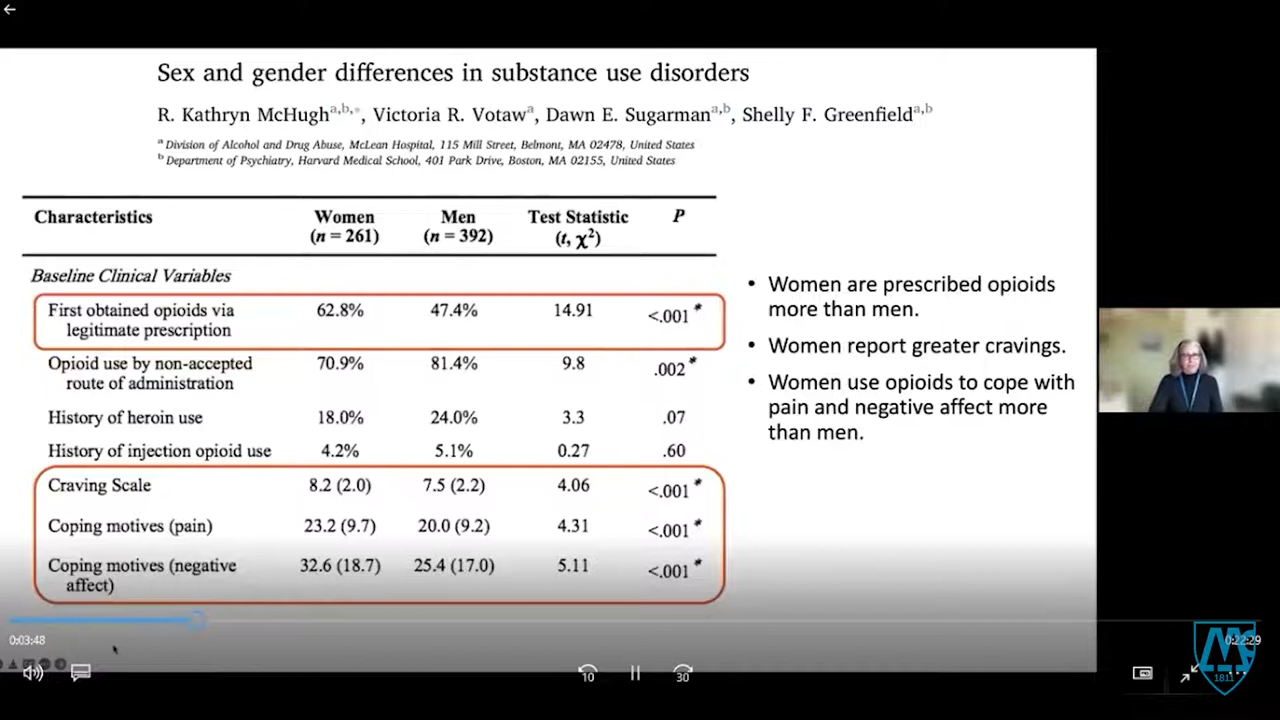 Sex and gender differences in substance use disorders
R. Kathryn McHugh a,b,*, Victoria R. Votaw a, Dawn E. Sugarman a,b, Shelly F. Greenfield a,b
a Division of Alcohol and Drug Abuse, McLean Hospital, 115 Mill Street, Belmont, MA 02478, United States
b Department of Psychiatry, Harvard Medical School, 401 Park Drive, Boston, MA 02155, United States
Characteristics Women Men Test Statistic P
(n = 261) (n = 392) (t, χ²)
Baseline Clinical Variables
First obtained opioids via 62.8% 47.4% 14.91 <.001 *
legitimate prescription
Opioid use by non-accepted 70.9% 81.4% 9.8 .002 *
route of administration
History of heroin use 18.0% 24.0% 3.3 .07
History of injection opioid use 4.2% 5.1% 0.27 .60
Craving Scale 8.2 (2.0) 7.5 (2.2) 4.06 <.001 *
Coping motives (pain) 23.2 (9.7) 20.0 (9.2) 4.31 <.001 *
Coping motives (negative 32.6 (18.7) 25.4 (17.0) 5.11 <.001 *
affect)
• Women are prescribed opioids
more than men.
• Women report greater cravings.
• Women use opioids to cope with
pain and negative affect more
than men.
0:03:48
0:22:29
10
30
1811